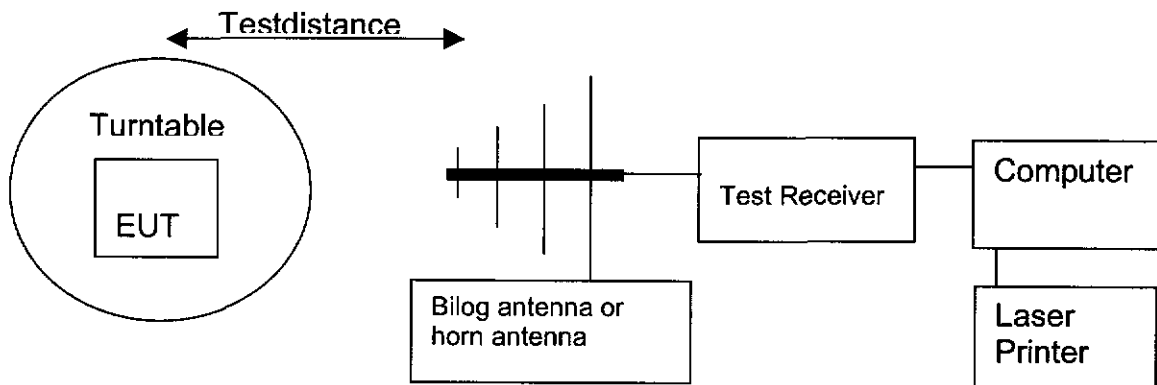 Testdistance
Turntable
EUT
Bilog antenna or
horn antenna
Test Receiver
Computer
Laser
Printer